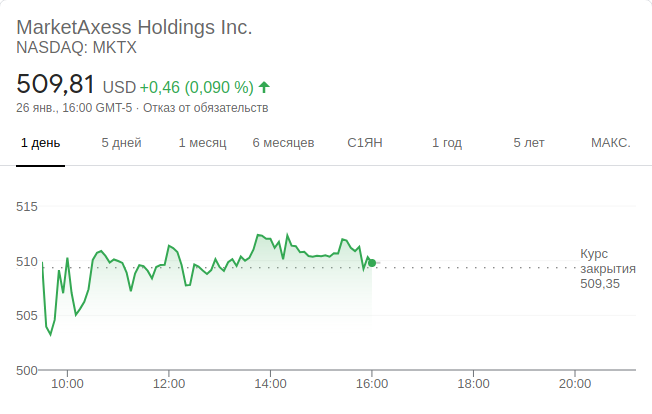 MarketAxess Holdings Inc.
NASDAQ: MKTX
509,81 USD +0,46 (0,090 %)
26 янв., 16:00 GMT-5 · Отказ от обязательств
1 день 5 дней 1 месяц 6 месяцев С1ЯН 1 год 5 лет МАКС.
515
510
505
500
Курс
закрытия
509,35
10:00 12:00 14:00 16:00 18:00 20:00